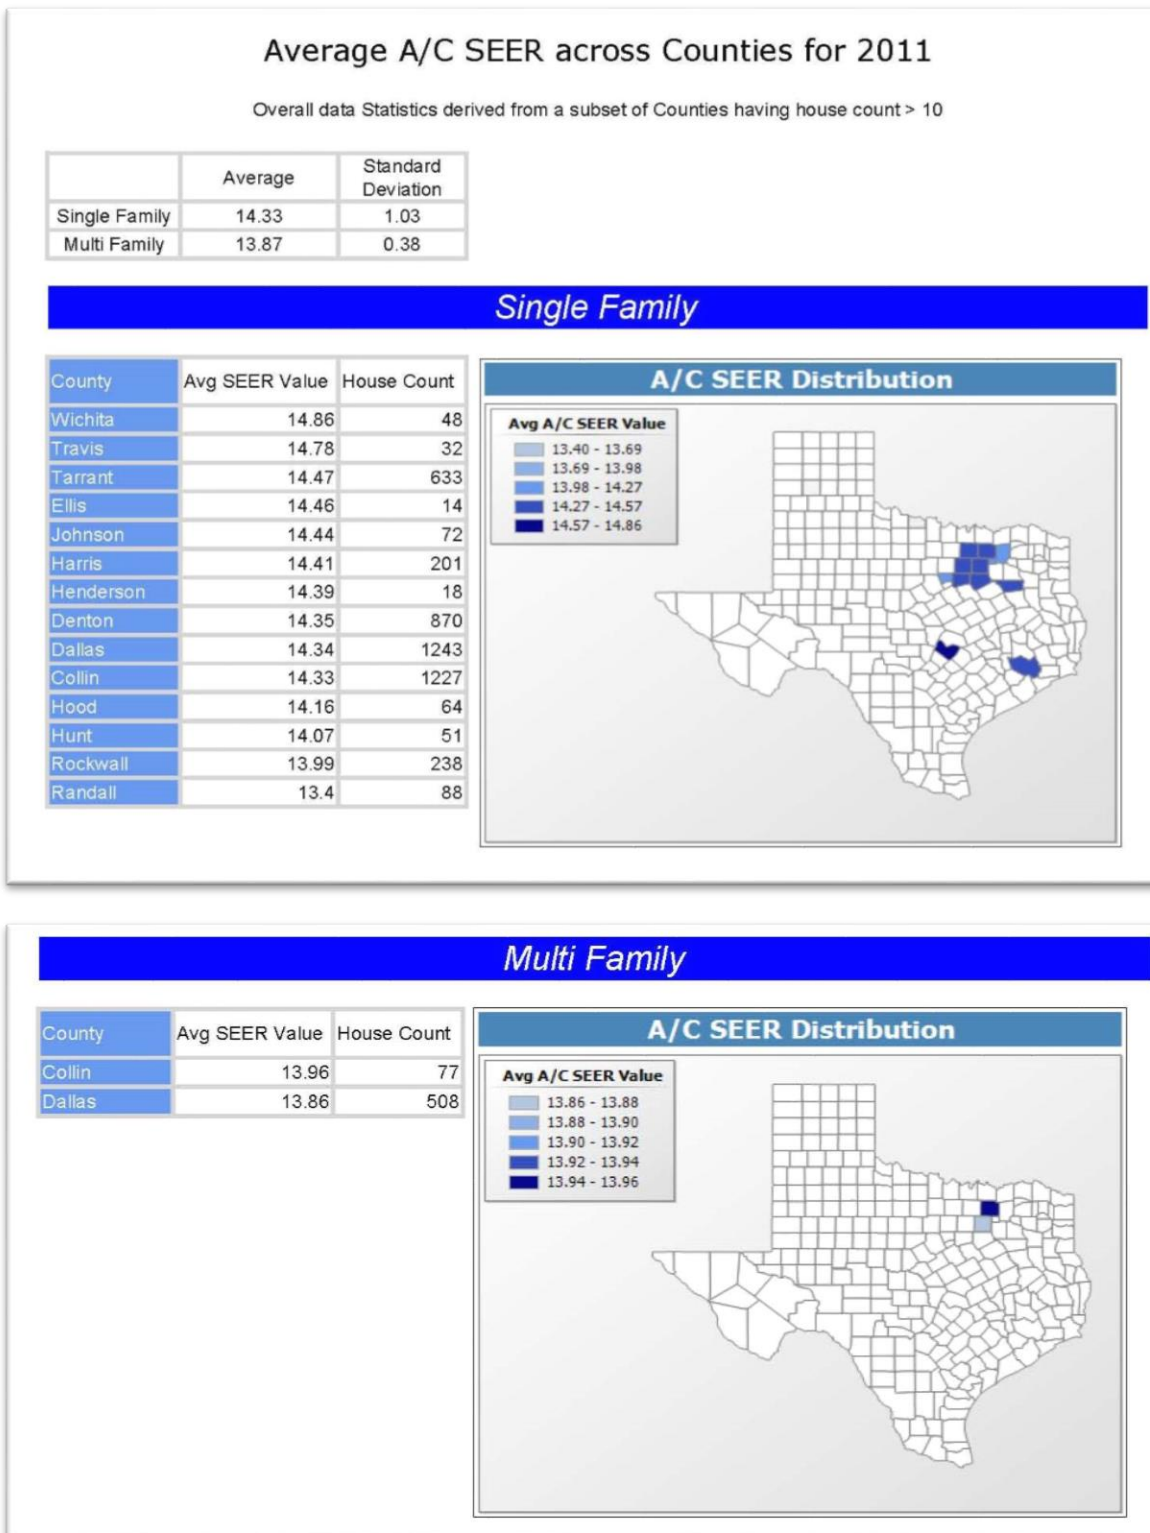 Average A/C SEER across Counties for 2011
Overall data Statistics derived from a subset of Counties having house count > 10
Average Standard Deviation
Single Family 14.33 1.03
Multi Family 13.87 0.38
Single Family
County Avg SEER Value House Count
Wichita 14.86 48
Travis 14.78 32
Tarrant 14.47 633
Ellis 14.46 14
Johnson 14.44 72
Harris 14.41 201
Henderson 14.39 18
Denton 14.35 870
Dallas 14.34 1243
Collin 14.33 1227
Hood 14.16 64
Hunt 14.07 51
Rockwall 13.99 238
Randall 13.4 88
A/C SEER Distribution
Avg A/C SEER Value
13.40 - 13.69
13.69 - 13.98
13.98 - 14.27
14.27 - 14.57
14.57 - 14.86
Multi Family
County Avg SEER Value House Count
Collin 13.96 77
Dallas 13.86 508
A/C SEER Distribution
Avg A/C SEER Value
13.86 - 13.88
13.88 - 13.90
13.90 - 13.92
13.92 - 13.94
13.94 - 13.96